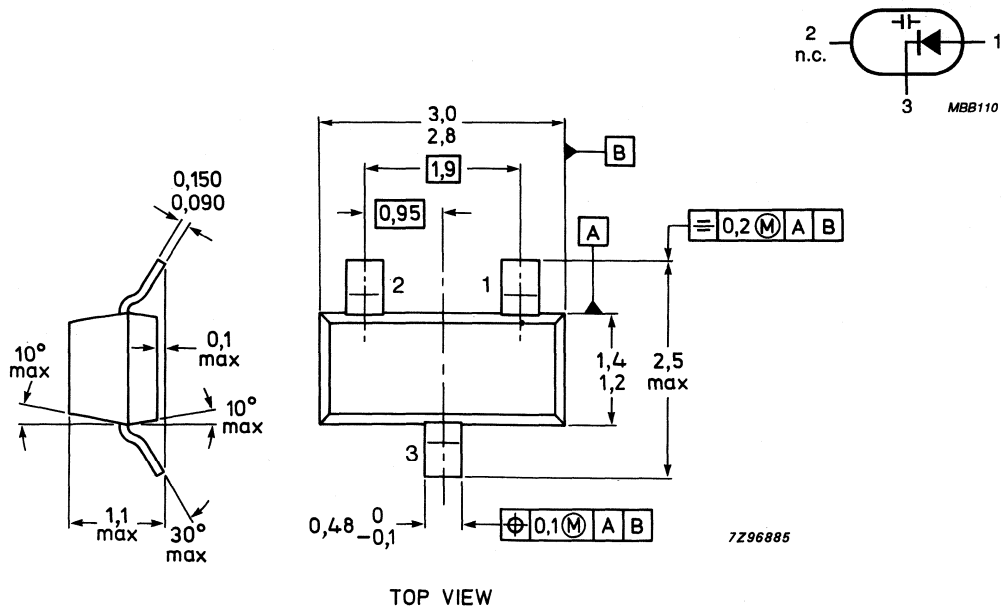 2
n.c.
1
3
MBB110
3,0
2,8
B
1,9
0,150
0,090
0,95
A
0,2 Ⓜ A B
2
1
0,1
max
10°
max
1,4
1,2
2,5
max
10°
max
3
1,1
max
30°
max
0,48 0
-0,1
0,1 Ⓜ A B
7Z96885
TOP VIEW